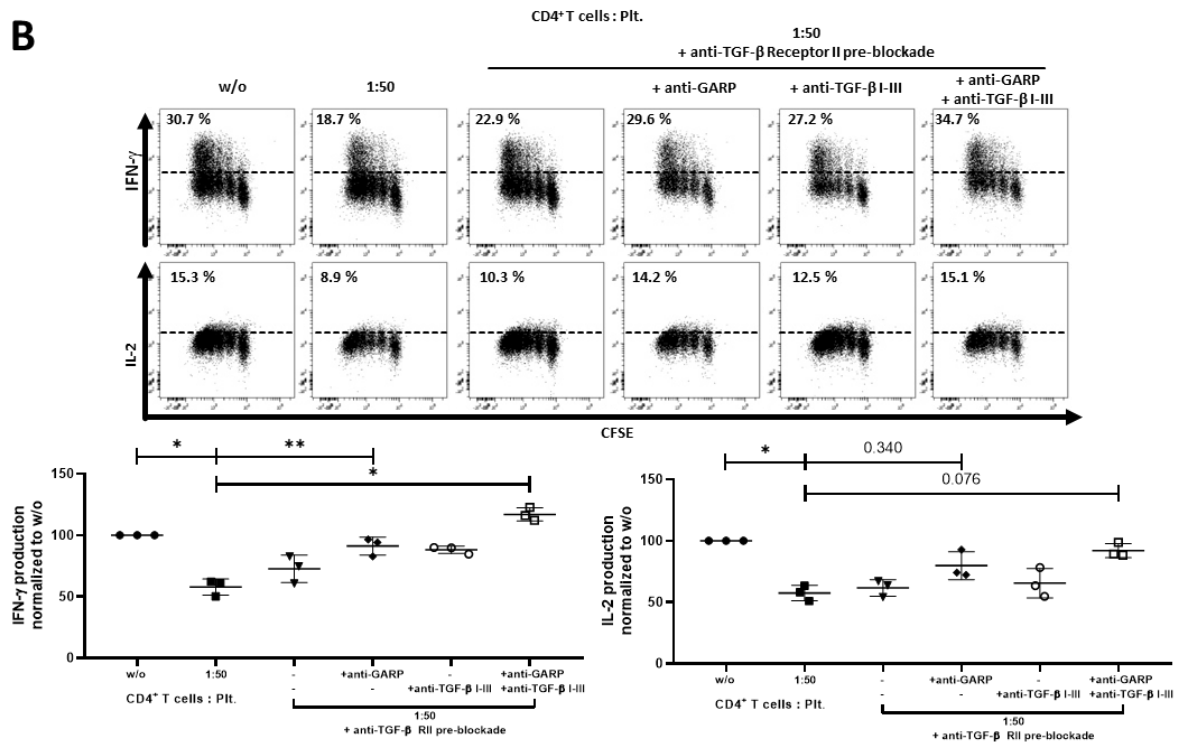 B
CD4⁺ T cells : Plt.
1:50
+ anti-TGF-β Receptor II pre-blockade
w/o
1:50
+ anti-GARP
+ anti-TGF-β I-III
+ anti-GARP
+ anti-TGF-β I-III
IFN-γ
30.7 %
18.7 %
22.9 %
29.6 %
27.2 %
34.7 %
IL-2
15.3 %
8.9 %
10.3 %
14.2 %
12.5 %
15.1 %
CFSE
* ** *
IFN-γ production
normalized to w/o
150
100
50
0
w/o 1:50 - +anti-GARP - +anti-GARP
- - +anti-TGF-β I-III +anti-TGF-β I-III
CD4⁺ T cells : Plt.
1:50
+ anti-TGF-β RII pre-blockade
* 0.340
0.076
IL-2 production
normalized to w/o
150
100
50
0
w/o 1:50 - +anti-GARP - +anti-GARP
- - +anti-TGF-β I-III +anti-TGF-β I-III
CD4⁺ T cells : Plt.
1:50
+ anti-TGF-β RII pre-blockade